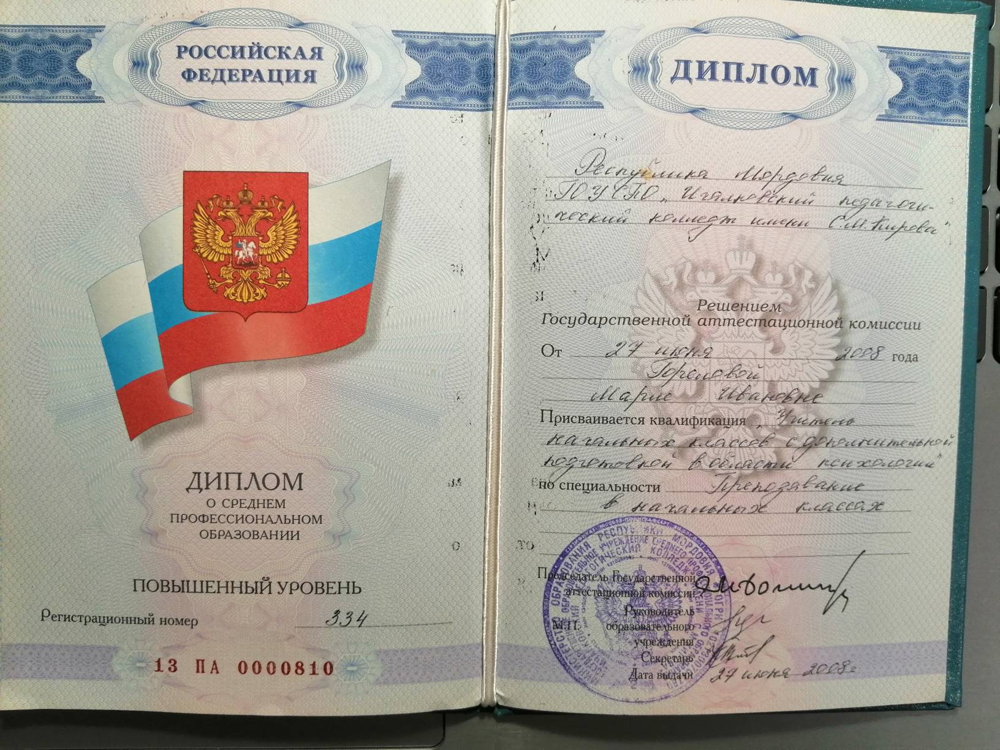 РОССИЙСКАЯ
ФЕДЕРАЦИЯ
ДИПЛОМ
О СРЕДНЕМ
ПРОФЕССИОНАЛЬНОМ
ОБРАЗОВАНИИ
ПОВЫШЕННЫЙ УРОВЕНЬ
Регистрационный номер 334
13 ПА 0000810
ДИПЛОМ
Республика Мордовия
ГОУСПО „Ичалковский педагоги-
ческий колледж имени С.М.Кирова"
Решением
Государственной аттестационной комиссии
От 27 июня 2008 года
Гореловой
Марие Ивановне
Присваивается квалификация „Учитель
начальных классов с дополнительной
подготовкой в области психологии"
по специальности Преподавание
в начальных классах
Председатель Государственной
аттестационной комиссии
Руководитель
М.П. образовательного
учреждения
Секретарь
Дата выдачи 27 июня 2008г